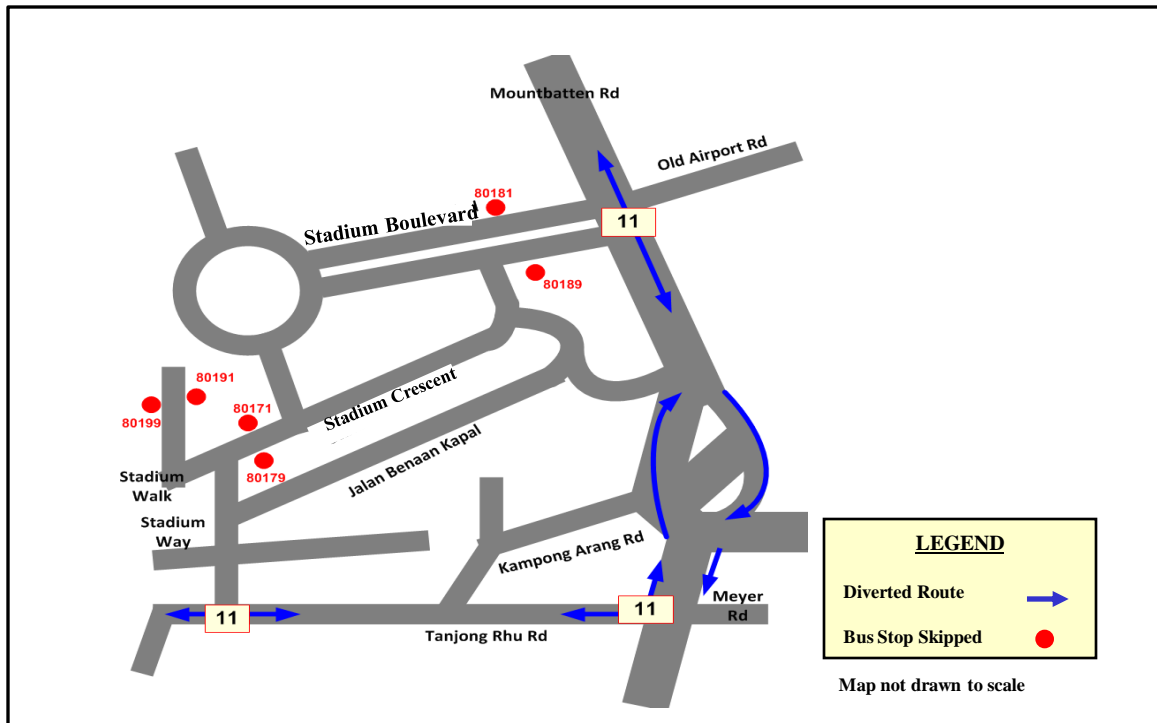 Mountbatten Rd
Old Airport Rd
80181
Stadium Boulevard
11
80189
80191
80199
80171
Stadium Crescent
80179
Jalan Benaan Kapal
Stadium
Walk
Stadium
Way
Kampong Arang Rd
11
11
Meyer
Rd
Tanjong Rhu Rd
LEGEND
Diverted Route
Bus Stop Skipped
Map not drawn to scale